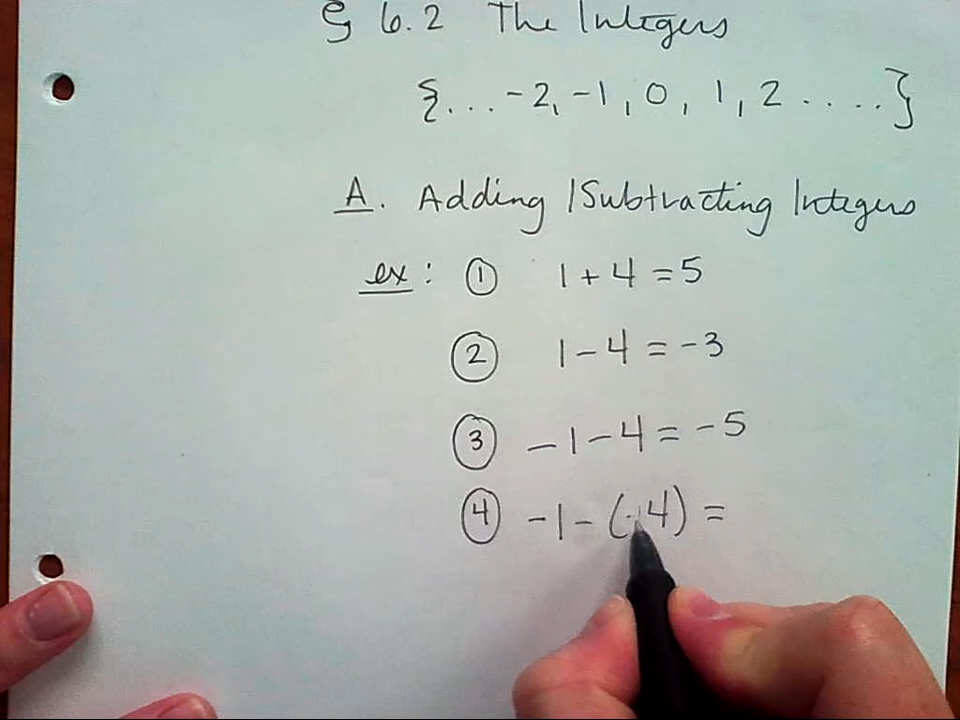 § 6.2 The Integers
{... -2, -1, 0, 1, 2 .....}
A. Adding /Subtracting Integers
ex: ① 1 + 4 = 5
② 1 - 4 = -3
③ -1 - 4 = -5
④ -1 - (-4) =